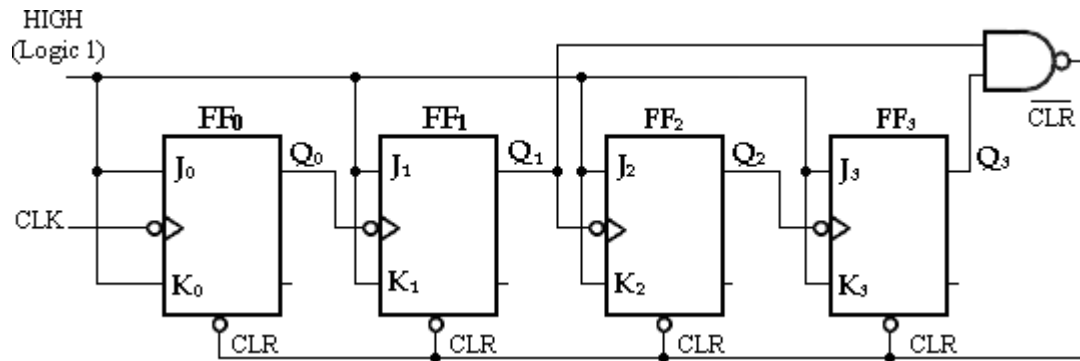 HIGH
(Logic 1)
CLR
FF₀
FF₁
FF₂
FF₃
Q₀
Q₁
Q₂
Q₃
J₀
J₁
J₂
J₃
CLK
K₀
K₁
K₂
K₃
CLR
CLR
CLR
CLR